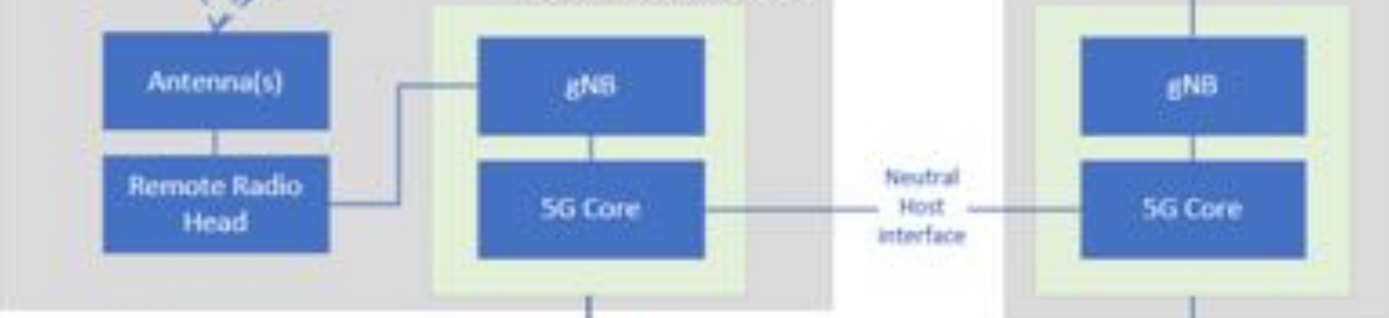 Antenna(s)
Remote Radio
Head
gNB
5G Core
Neutral
Host
interface
gNB
5G Core